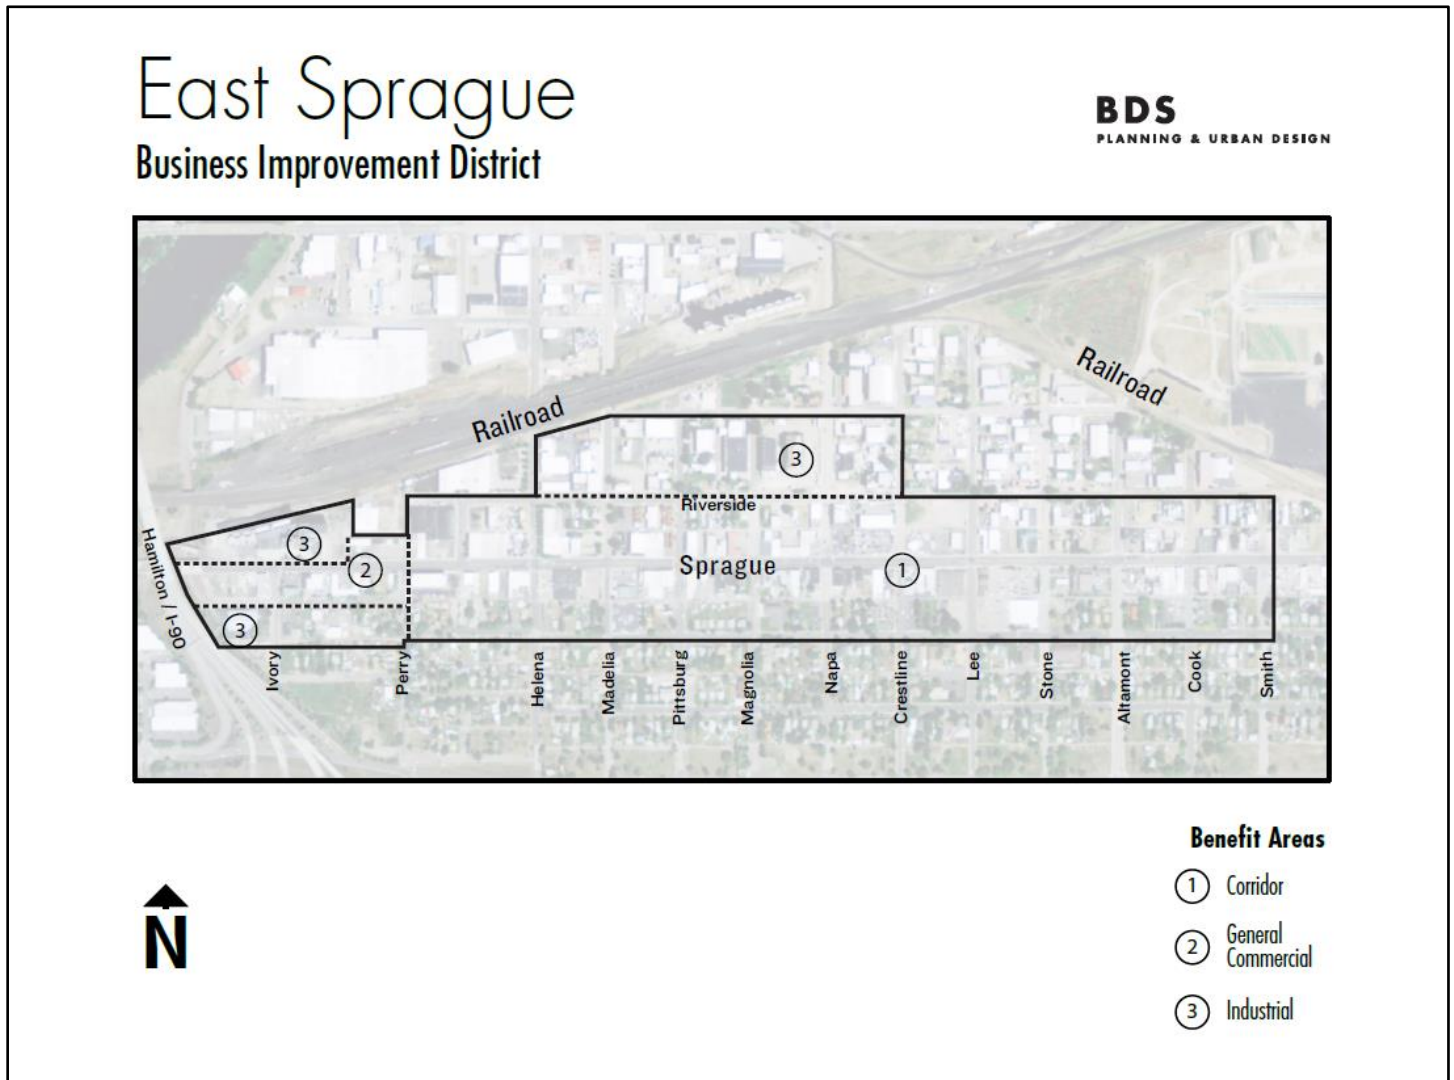 East Sprague
Business Improvement District
BDS
PLANNING & URBAN DESIGN
Railroad
Railroad
3
Riverside
Hamilton / I-90
3
2
Sprague
1
3
Ivory
Perry
Helena
Madelia
Pittsburg
Magnolia
Napa
Crestline
Lee
Stone
Altamont
Cook
Smith
Benefit Areas
1 Corridor
2 General
Commercial
3 Industrial
N